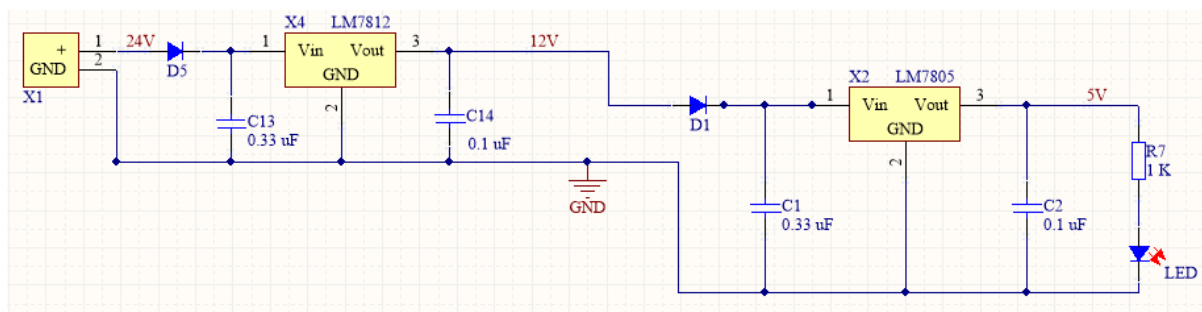 X4 LM7812
1 24V 1 Vin Vout 3 12V
+
GND 2
D5
GND
X1
2
C13
0.33 uF
C14
0.1 uF
GND
X2 LM7805
D1
1 Vin Vout 3 5V
GND
2
C1
0.33 uF
C2
0.1 uF
R7
1 K
LED